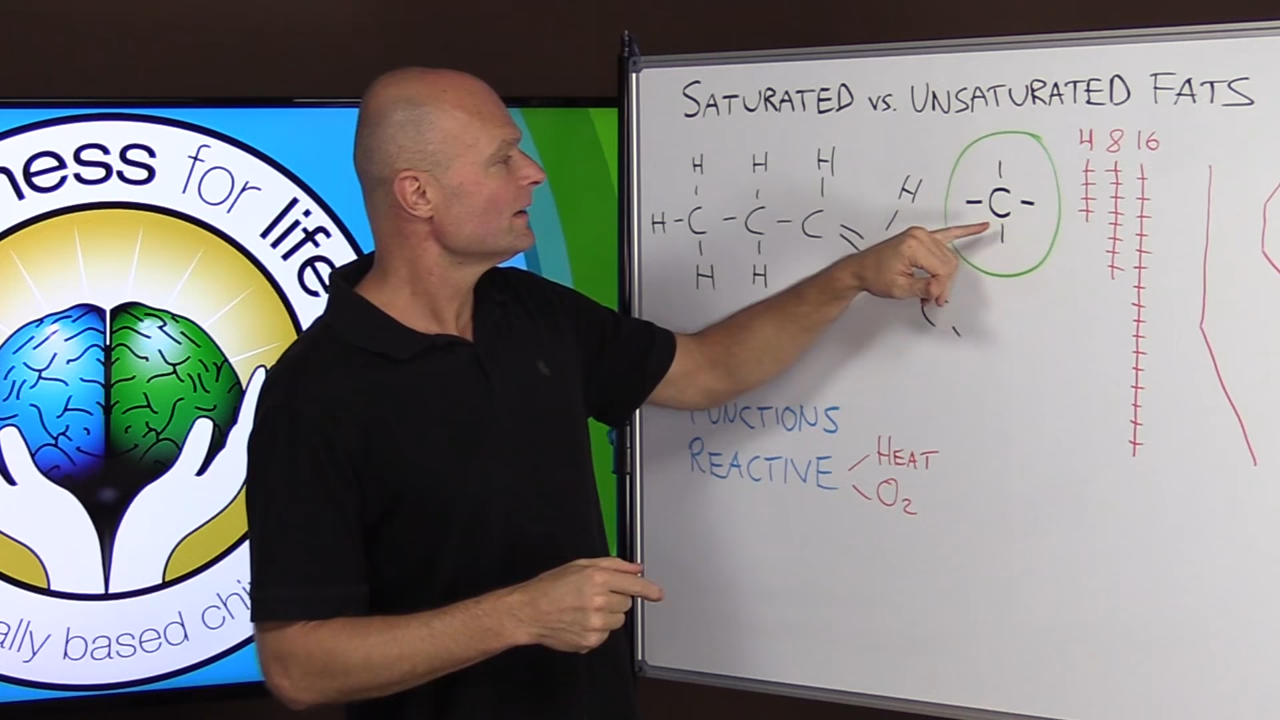 ness for life
ally based chi
SATURATED vs. UNSATURATED FATS
H H H H
H-C-C-C
H H
-C-
4 8 16
FUNCTIONS
REACTIVE
HEAT
O2